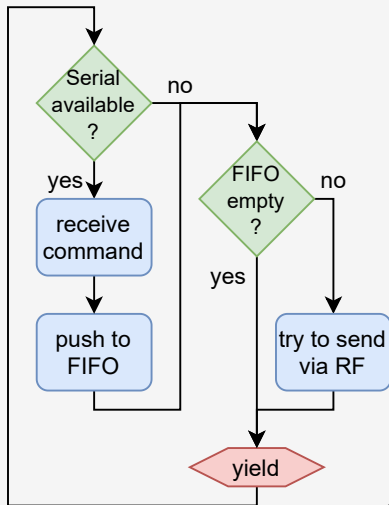 Serial
available
?
no
yes
receive
command
push to
FIFO
FIFO
empty
?
no
yes
try to send
via RF
yield